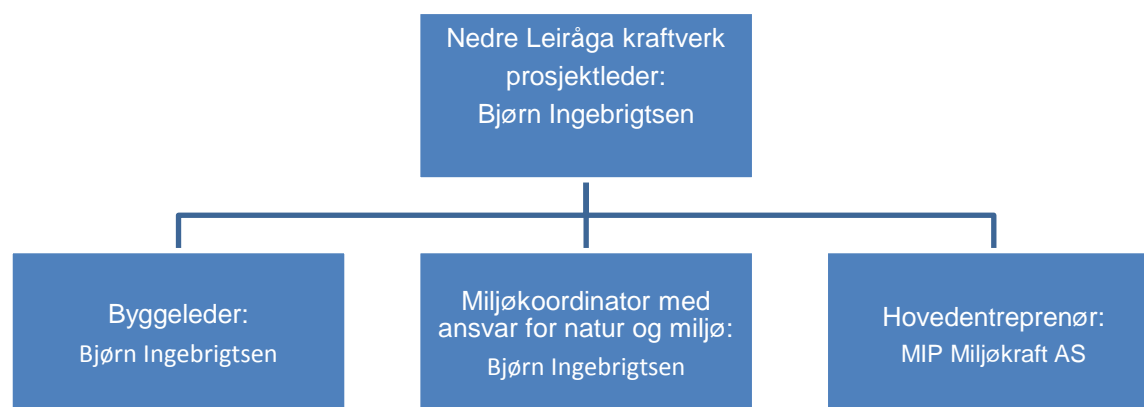 Nedre Leiråga kraftverk
prosjektleder:
Bjørn Ingebrigtsen
Byggeleder:
Bjørn Ingebrigtsen
Miljøkoordinator med
ansvar for natur og miljø:
Bjørn Ingebrigtsen
Hovedentreprenør:
MIP Miljøkraft AS